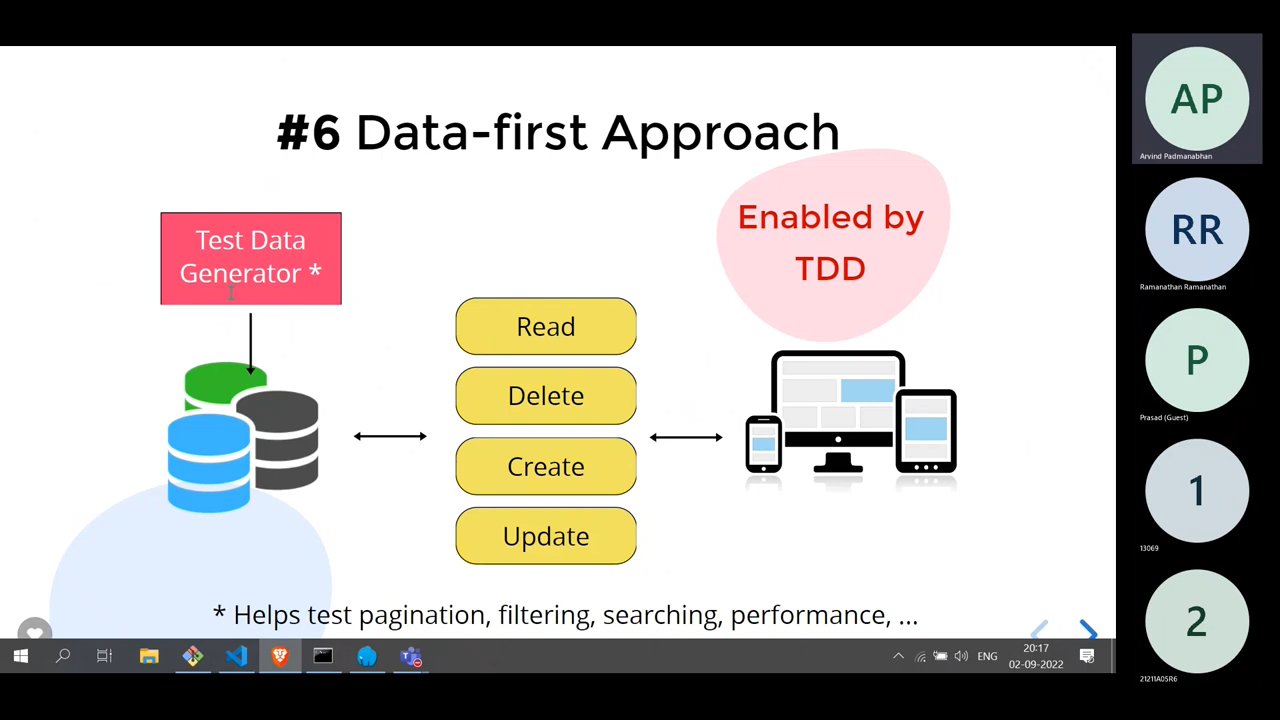 #6 Data-first Approach
Test Data
Generator *
Enabled by
TDD
Read
Delete
Create
Update
* Helps test pagination, filtering, searching, performance, ...
ENG
20:17
02-09-2022
AP
Arvind Padmanabhan
RR
Ramanathan Ramanathan
P
Prasad (Guest)
1
13069
2
21211A05R6